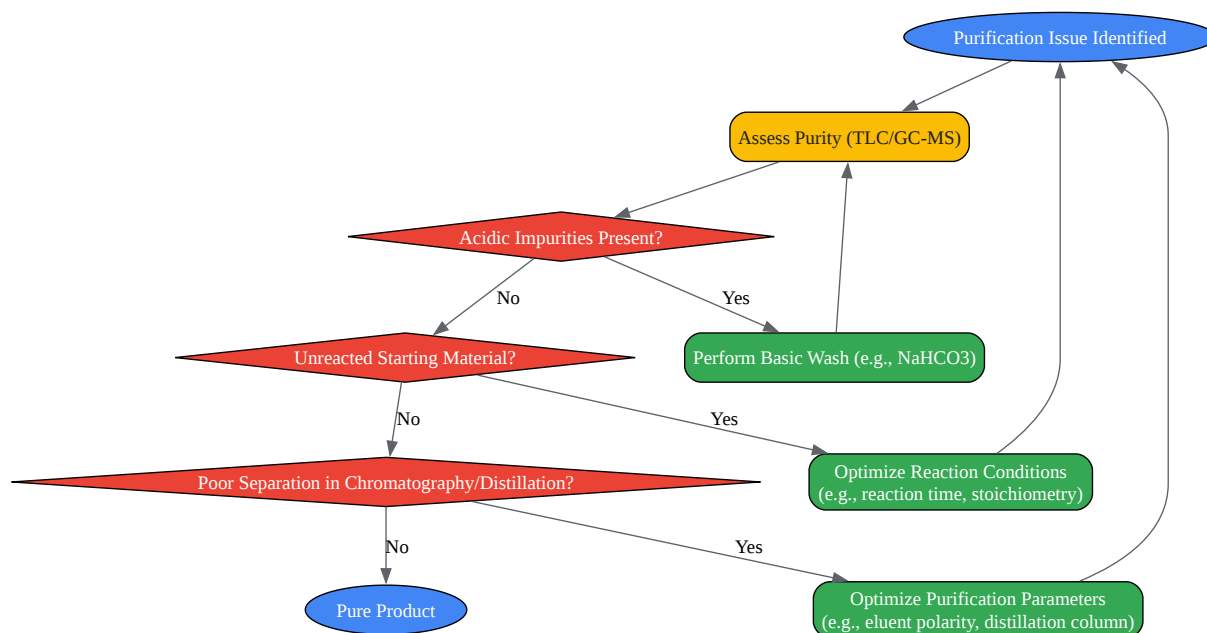 Purification Issue Identified
Assess Purity (TLC/GC-MS)
Acidic Impurities Present?
No
Yes
Unreacted Starting Material?
Perform Basic Wash (e.g., NaHCO3)
No
Yes
Poor Separation in Chromatography/Distillation?
Optimize Reaction Conditions
(e.g., reaction time, stoichiometry)
No
Yes
Pure Product
Optimize Purification Parameters
(e.g., eluent polarity, distillation column)